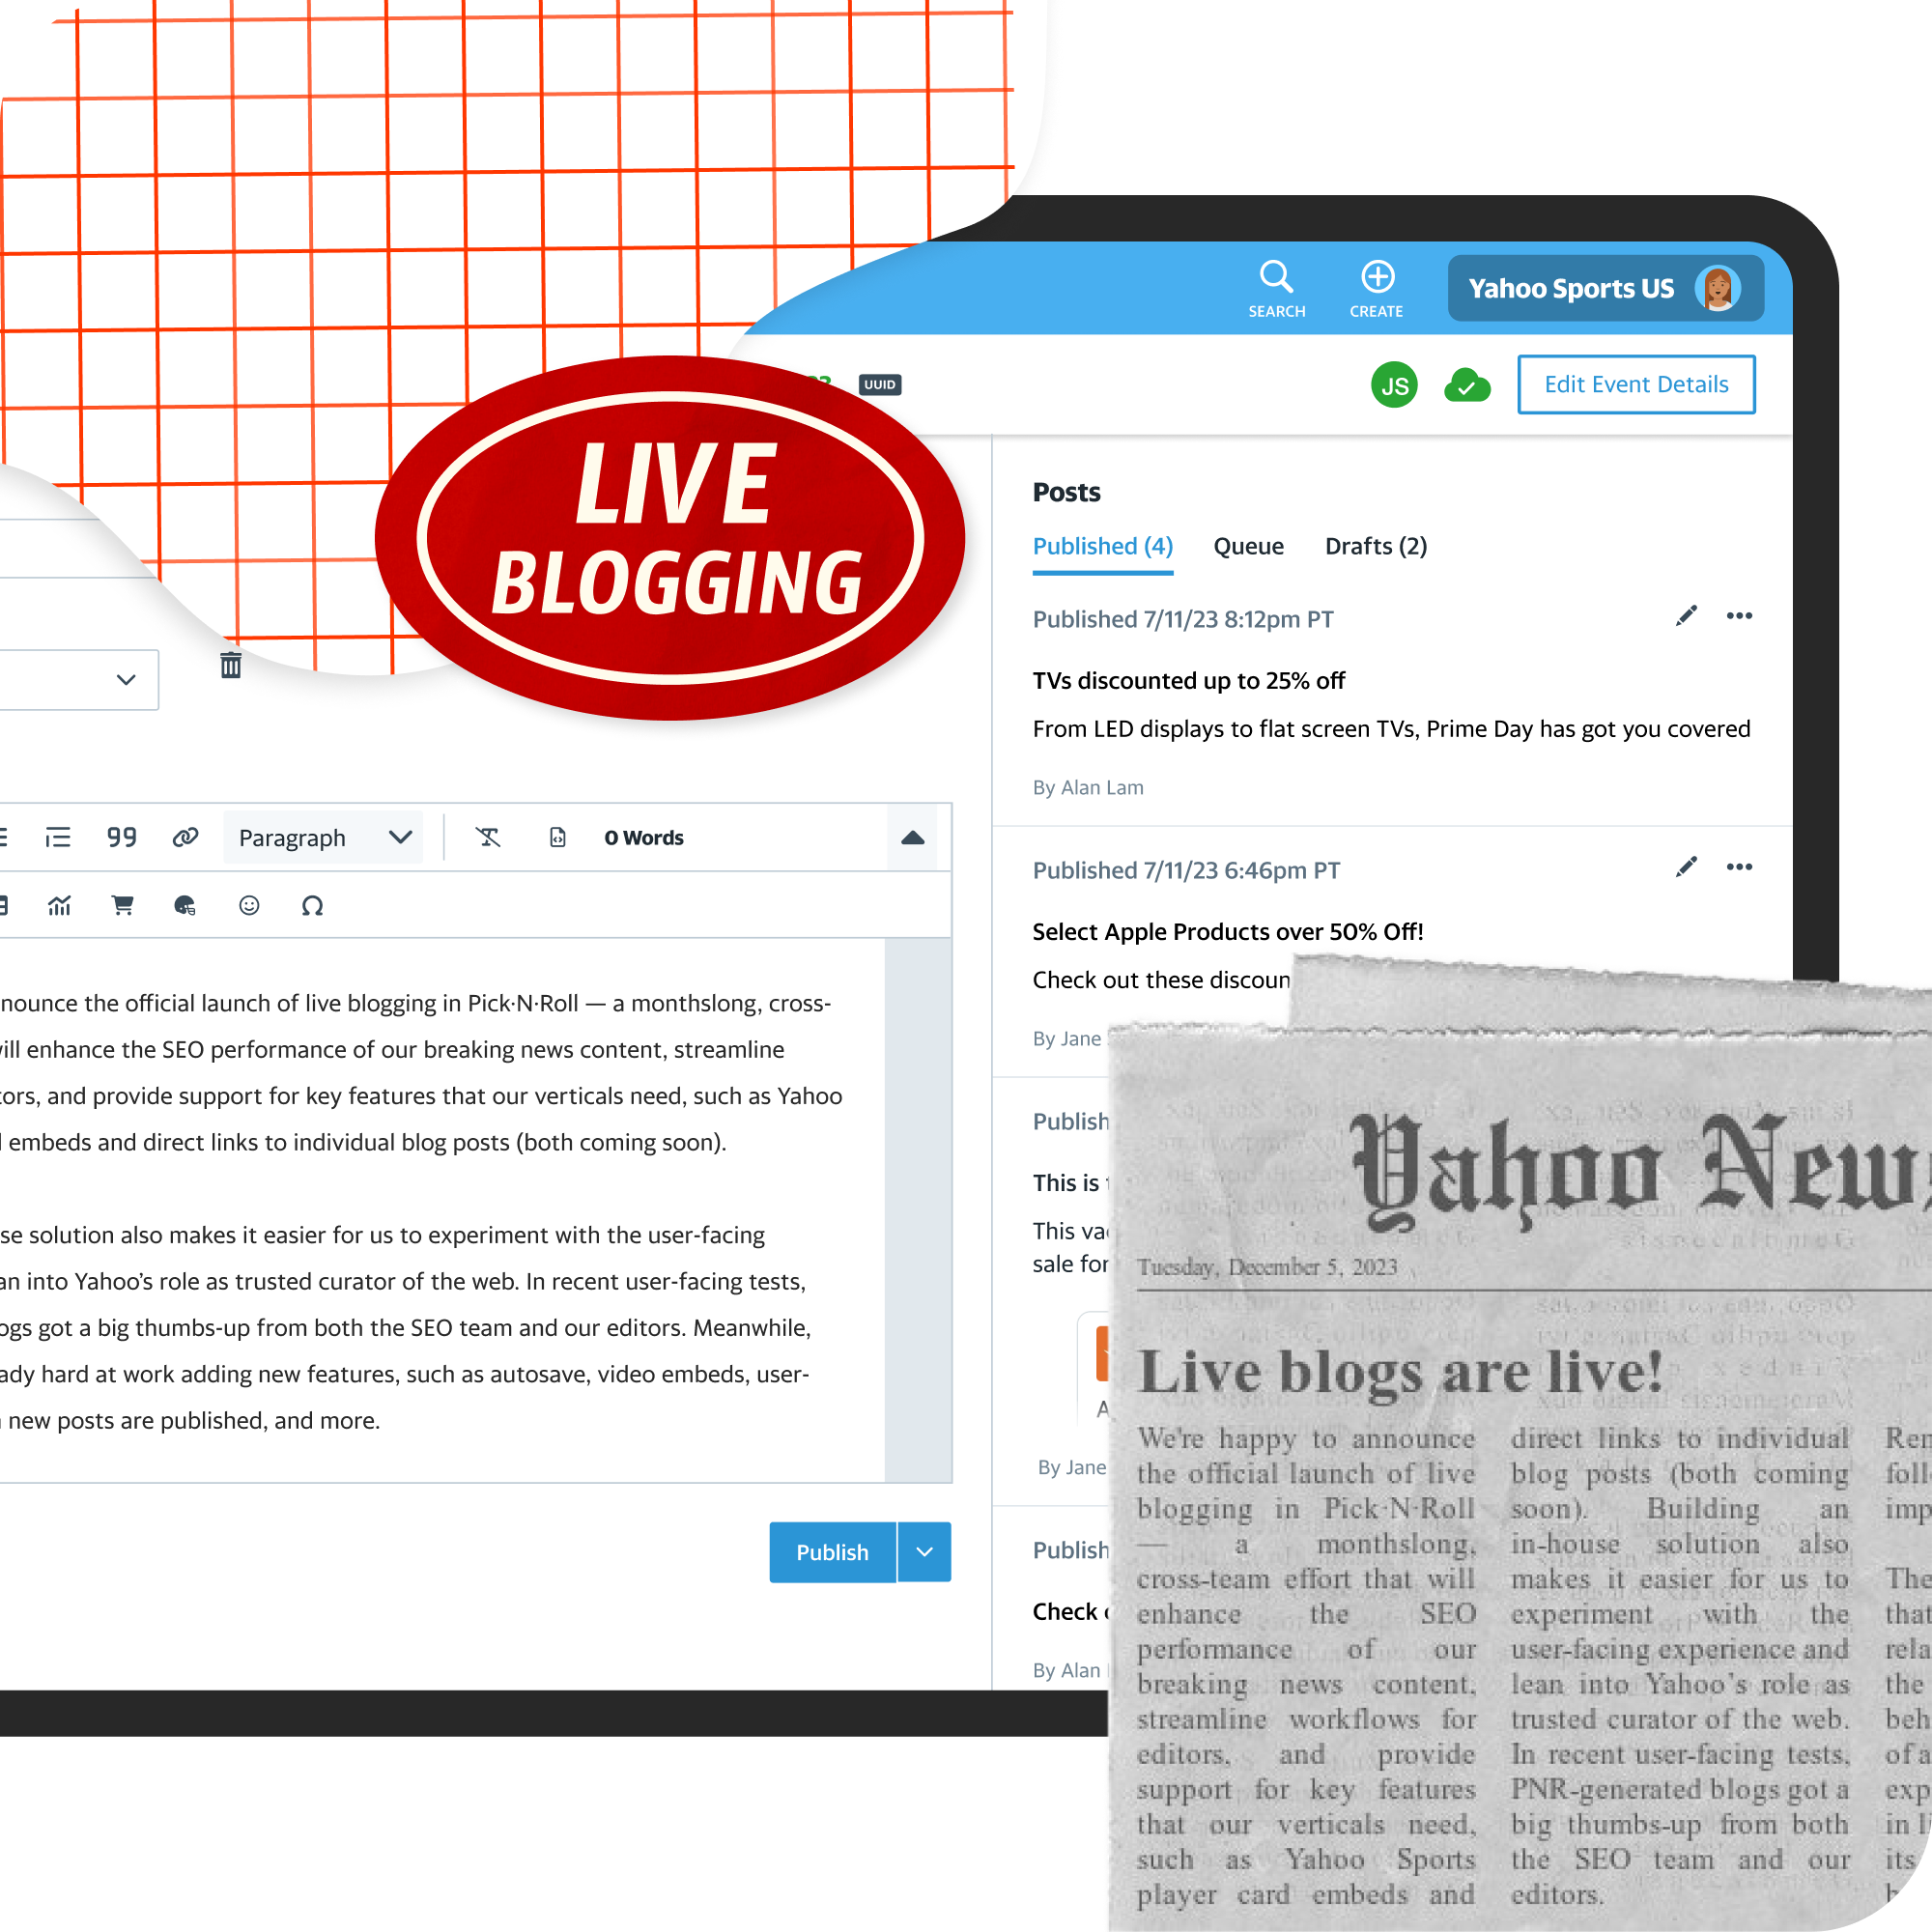 SEARCH
CREATE
Yahoo Sports US
UUID
JS
Edit Event Details
LIVE
BLOGGING
Posts
Published (4)
Queue
Drafts (2)
Published 7/11/23 8:12pm PT
TVs discounted up to 25% off
From LED displays to flat screen TVs, Prime Day has got you covered
By Alan Lam
Published 7/11/23 6:46pm PT
Select Apple Products over 50% Off!
Check out these discoun
By Jane
Publish
This is
This va
sale for
A
By Jane
Publish
Check
By Alan
Paragraph
0 Words
nounce the official launch of live blogging in Pick·N·Roll — a monthslong, cross-
ill enhance the SEO performance of our breaking news content, streamline
tors, and provide support for key features that our verticals need, such as Yahoo
embeds and direct links to individual blog posts (both coming soon).
se solution also makes it easier for us to experiment with the user-facing
an into Yahoo's role as trusted curator of the web. In recent user-facing tests,
ogs got a big thumbs-up from both the SEO team and our editors. Meanwhile,
ady hard at work adding new features, such as autosave, video embeds, user-
new posts are published, and more.
Publish
Yahoo News
Tuesday, December 5, 2023
Live blogs are live!
We're happy to announce
the official launch of live
blogging in Pick·N·Roll
— a monthslong,
cross-team effort that will
enhance the SEO
performance of our
breaking news content,
streamline workflows for
editors, and provide
support for key features
that our verticals need,
such as Yahoo Sports
player card embeds and
direct links to individual
blog posts (both coming
soon). Building an
in-house solution also
makes it easier for us to
experiment with the
user-facing experience and
lean into Yahoo's role as
trusted curator of the web.
In recent user-facing tests,
PNR-generated blogs got a
big thumbs-up from both
the SEO team and our
editors.
Ren
foll
imp
The
that
rela
the
beh
of a
exp
in li
its